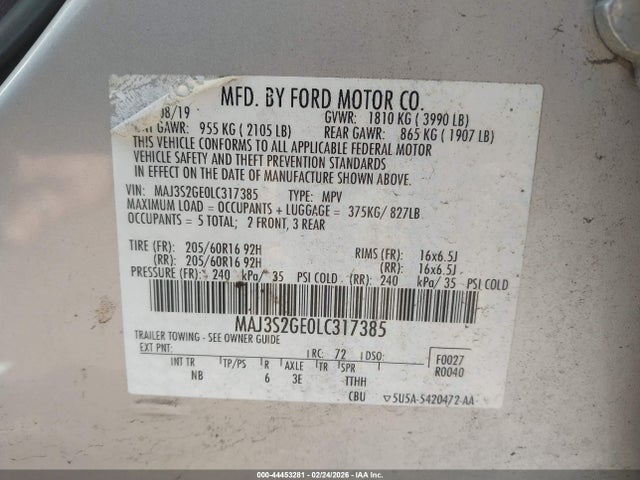 MFD. BY FORD MOTOR CO.
08/19 GVWR: 1810 KG ( 3990 LB)
GAWR: 955 KG ( 2105 LB) REAR GAWR: 865 KG ( 1907 LB)
THIS VEHICLE CONFORMS TO ALL APPLICABLE FEDERAL MOTOR
VEHICLE SAFETY AND THEFT PREVENTION STANDARDS
IN EFFECT ON THE DATE OF MANUFACTURE SHOWN ABOVE.
VIN: MAJ3S2GE0LC317385 TYPE: MPV
MAXIMUM LOAD = OCCUPANTS + LUGGAGE = 375KG/ 827LB
OCCUPANTS = 5 TOTAL; 2 FRONT, 3 REAR
TIRE (FR): 205/60R16 92H RIMS (FR): 16x6.5J
(RR): 205/60R16 92H (RR): 16x6.5J
PRESSURE (FR): 240 kPa/ 35 PSI COLD (RR): 240 kPa/35 PSI COLD
MAJ3S2GE0LC317385
TRAILER TOWING - SEE OWNER GUIDE
EXT PNT: RC: 72 DSO: F0027
R0040
INT TR TP/PS R AXLE TR SPR
NB 6 3E TTHH
CBU ▽5U5A-5420472-AA
000-44453281 - 02/24/2026 - IAA Inc.